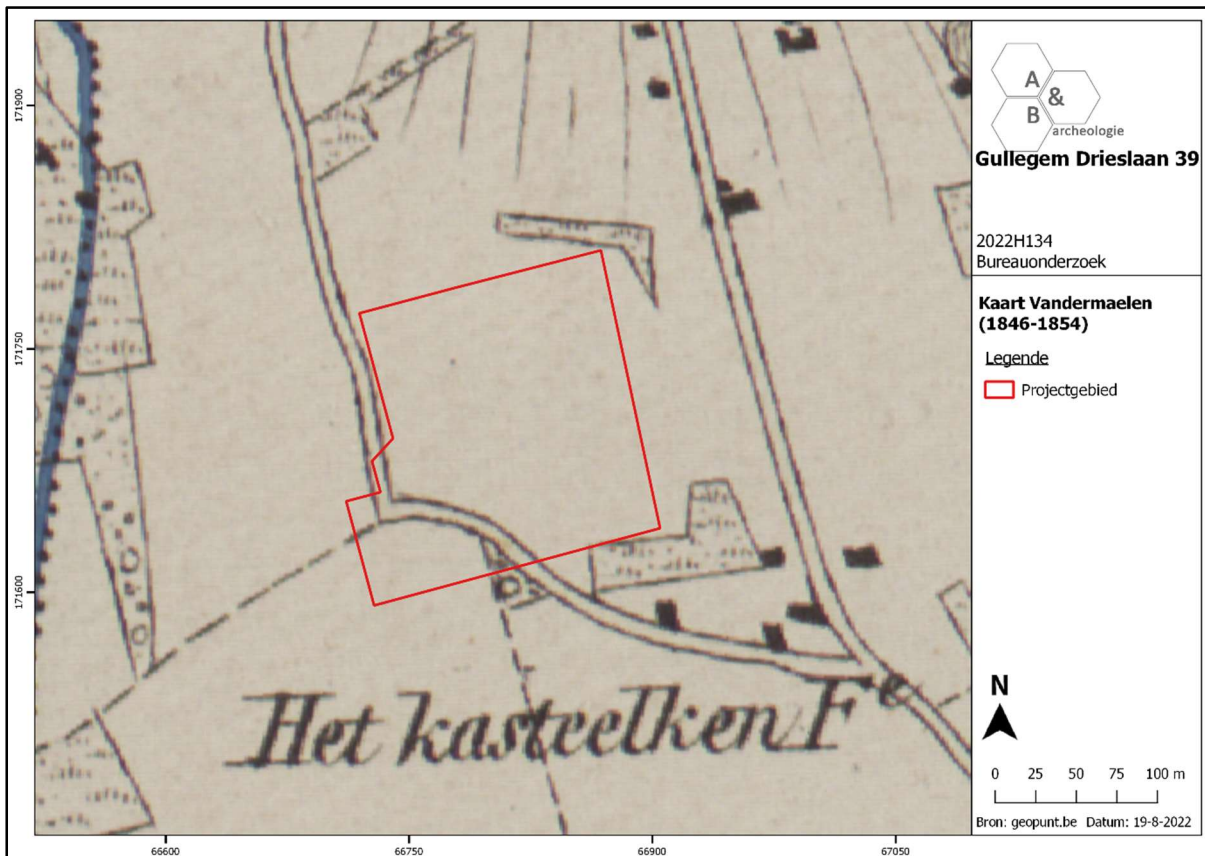 171900
171750
171600
66600
66750
66900
67050
Het kasteelken Fe
A
&
B
archeologie
Gullegem Drieslaan 39
2022H134
Bureauonderzoek
Kaart Vandermaelen
(1846-1854)
Legende
Projectgebied
N
0 25 50 75 100 m
Bron: geopunt.be Datum: 19-8-2022